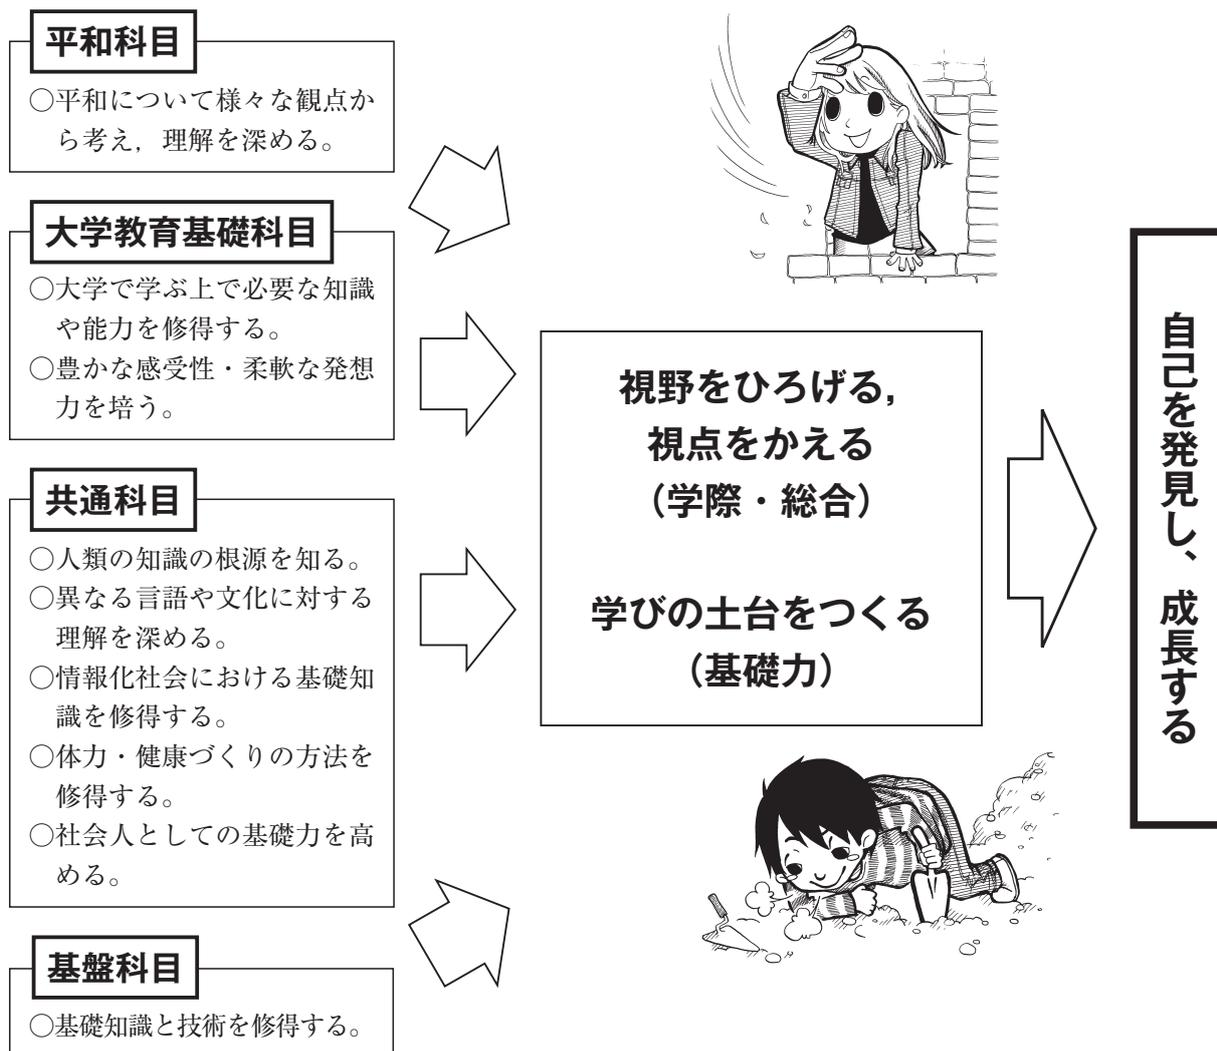 平和科目
○平和について様々な観点か
ら考え，理解を深める。
大学教育基礎科目
○大学で学ぶ上で必要な知識
や能力を修得する。
○豊かな感受性・柔軟な発想
力を培う。
共通科目
○人類の知識の根源を知る。
○異なる言語や文化に対する
理解を深める。
○情報化社会における基礎知
識を修得する。
○体力・健康づくりの方法を
修得する。
○社会人としての基礎力を高
める。
基盤科目
○基礎知識と技術を修得する。
視野をひろげる，
視点をかえる
（学際・総合）
学びの土台をつくる
（基礎力）
自己を発見し、成長する